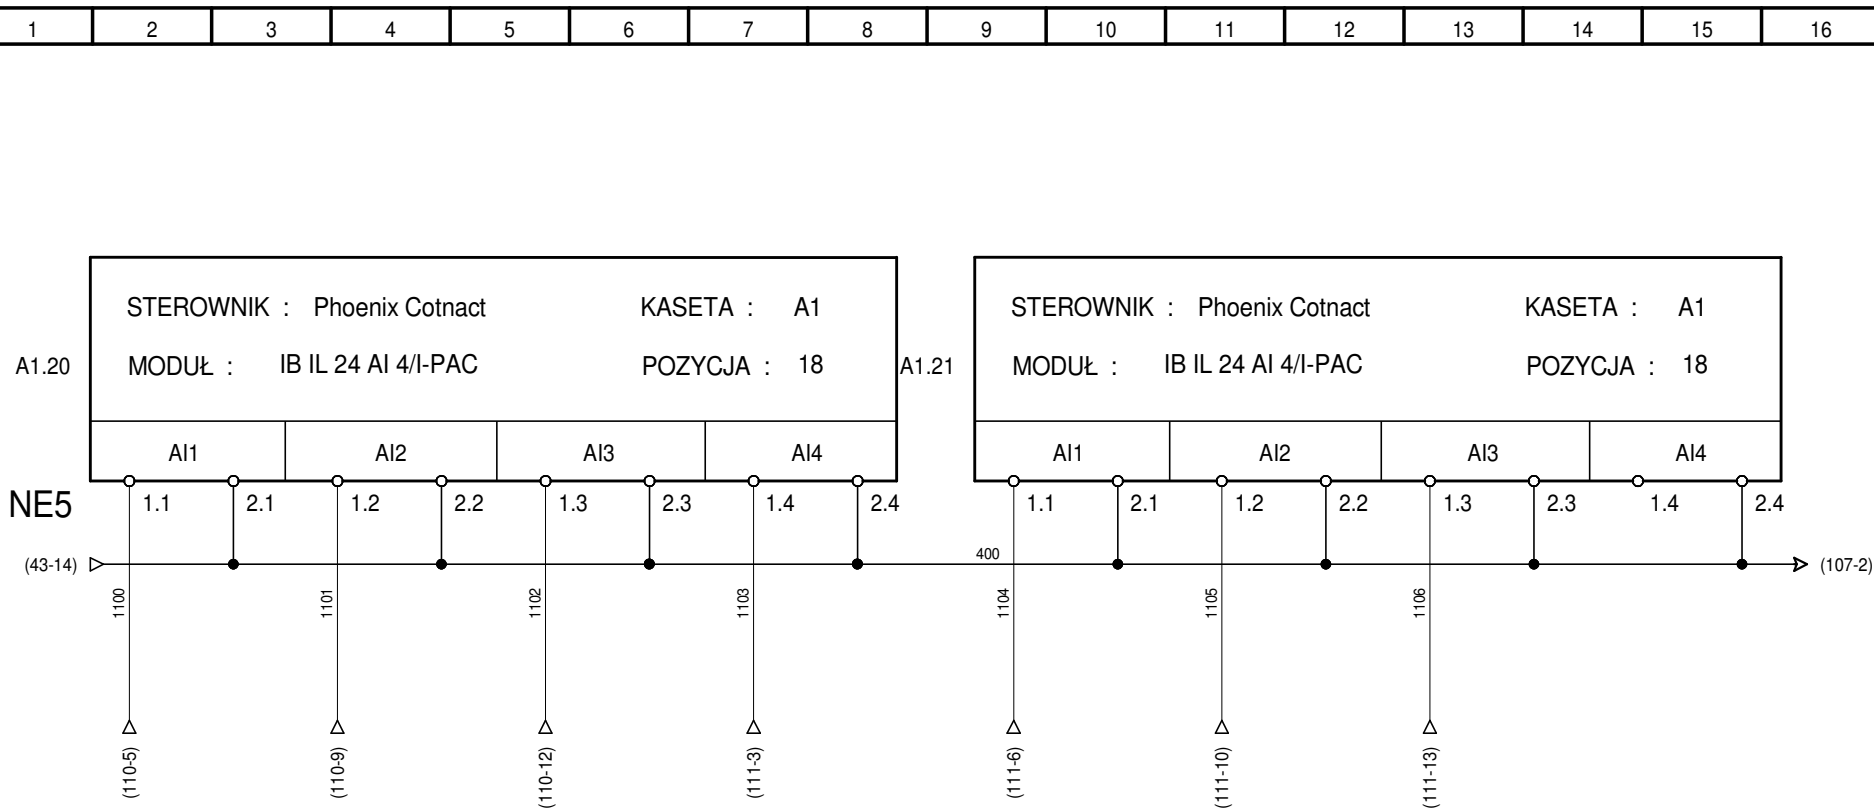 1 2 3 4 5 6 7 8 9 10 11 12 13 14 15 16
STEROWNIK : Phoenix Cotnact KASETA : A1
A1.20 MODUŁ : IB IL 24 AI 4/I-PAC POZYCJA : 18
AI1 AI2 AI3 AI4
STEROWNIK : Phoenix Cotnact KASETA : A1
A1.21 MODUŁ : IB IL 24 AI 4/I-PAC POZYCJA : 18
AI1 AI2 AI3 AI4
NE5 1.1 2.1 1.2 2.2 1.3 2.3 1.4 2.4 1.1 2.1 1.2 2.2 1.3 2.3 1.4 2.4
(43-14) 400 (107-2)
1100 1101 1102 1103 1104 1105 1106
(110-5) (110-9) (110-12) (111-3) (111-6) (111-10) (111-13)